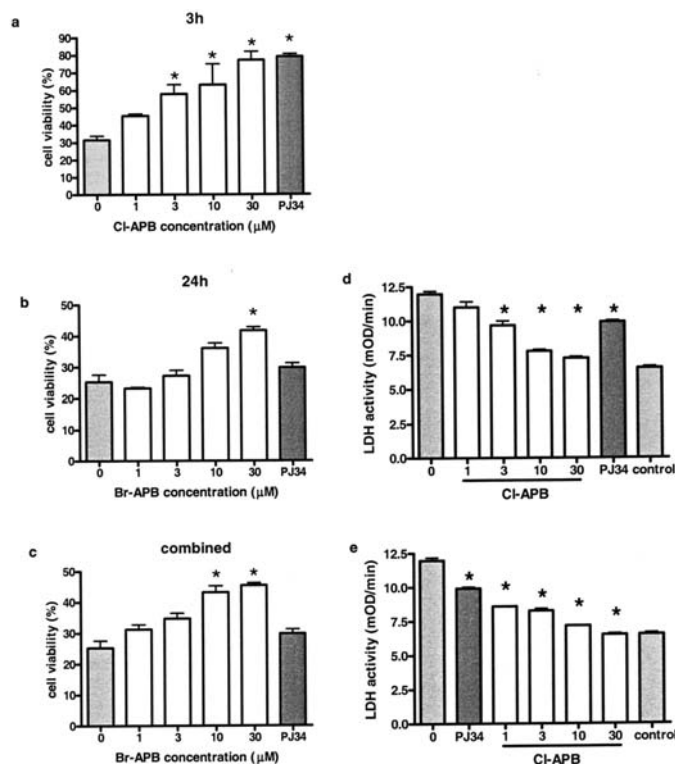 a
3h
cell viability (%)
90
80
70
60
50
40
30
20
10
0
* * * *
0 1 3 10 30 PJ34
Cl-APB concentration (μM)
b
24h
cell viability (%)
50
40
30
20
10
0
*
0 1 3 10 30 PJ34
Br-APB concentration (μM)
c
combined
cell viability (%)
50
40
30
20
10
0
* *
0 1 3 10 30 PJ34
Br-APB concentration (μM)
d
LDH activity (mOD/min)
12.5
10.0
7.5
5.0
2.5
0.0
* * * *
0 1 3 10 30 PJ34 control
Cl-APB
e
LDH activity (mOD/min)
12.5
10.0
7.5
5.0
2.5
0.0
* * * * *
0 PJ34 1 3 10 30 control
Cl-APB